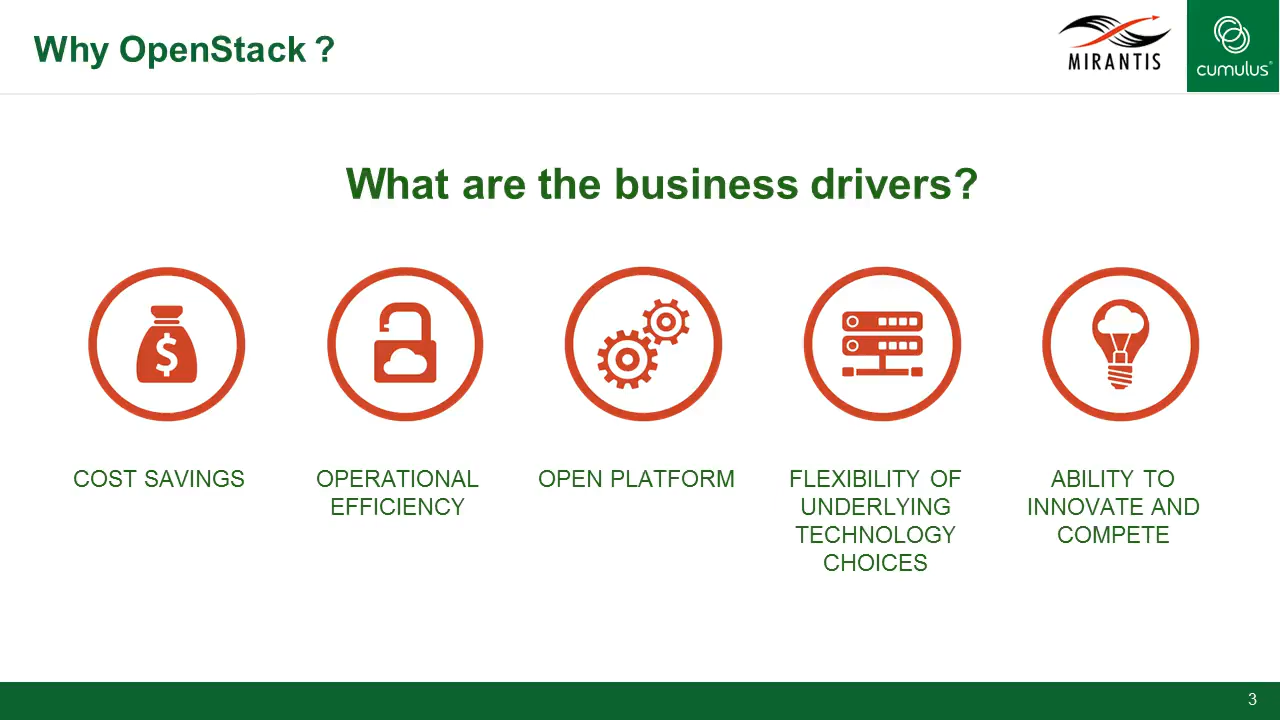 Why OpenStack ?
MIRANTIS
cumulus®
What are the business drivers?
$
COST SAVINGS
OPERATIONAL
EFFICIENCY
OPEN PLATFORM
FLEXIBILITY OF
UNDERLYING
TECHNOLOGY
CHOICES
ABILITY TO
INNOVATE AND
COMPETE
3